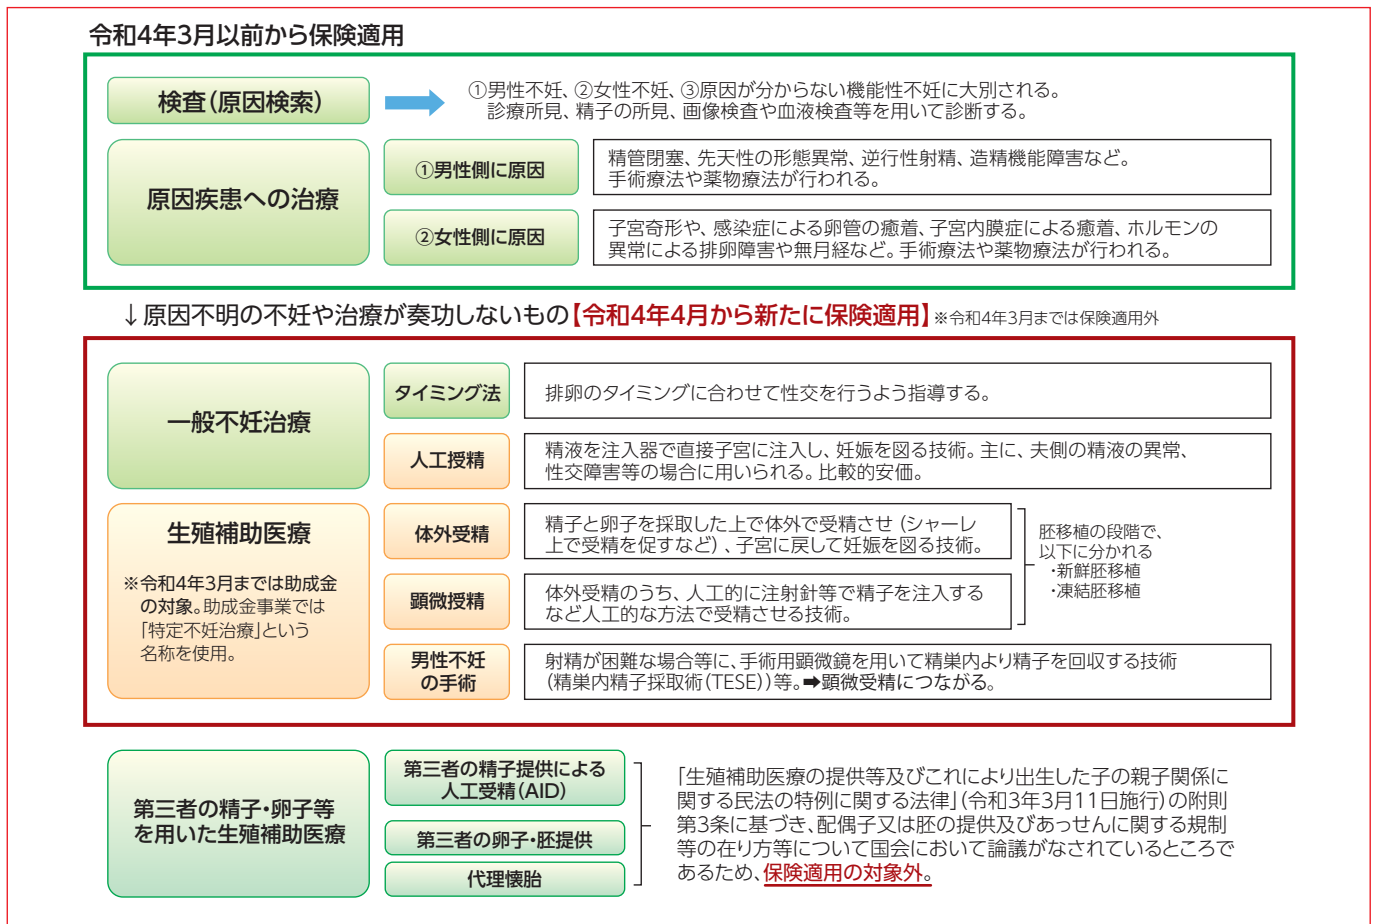 令和4年3月以前から保険適用
検査（原因検索）
①男性不妊、②女性不妊、③原因が分からない機能性不妊に大別される。
診療所見、精子の所見、画像検査や血液検査等を用いて診断する。
原因疾患への治療
①男性側に原因
精管閉塞、先天性の形態異常、逆行性射精、造精機能障害など。
手術療法や薬物療法が行われる。
②女性側に原因
子宮奇形や、感染症による卵管の癒着、子宮内膜症による癒着、ホルモンの
異常による排卵障害や無月経など。手術療法や薬物療法が行われる。
↓原因不明の不妊や治療が奏功しないもの【令和4年4月から新たに保険適用】※令和4年3月までは保険適用外
一般不妊治療
タイミング法
排卵のタイミングに合わせて性交を行うよう指導する。
人工授精
精液を注入器で直接子宮に注入し、妊娠を図る技術。主に、夫側の精液の異常、
性交障害等の場合に用いられる。比較的安価。
生殖補助医療
※令和4年3月までは助成金
の対象。助成金事業では
「特定不妊治療」という
名称を使用。
体外受精
精子と卵子を採取した上で体外で受精させ（シャーレ
上で受精を促すなど）、子宮に戻して妊娠を図る技術。
顕微授精
体外受精のうち、人工的に注射針等で精子を注入する
など人工的な方法で受精させる技術。
胚移植の段階で、
以下に分かれる
・新鮮胚移植
・凍結胚移植
男性不妊
の手術
射精が困難な場合等に、手術用顕微鏡を用いて精巣内より精子を回収する技術
（精巣内精子採取術（TESE））等。➡顕微受精につながる。
第三者の精子・卵子等
を用いた生殖補助医療
第三者の精子提供による
人工受精（AID）
第三者の卵子・胚提供
代理懐胎
「生殖補助医療の提供等及びこれにより出生した子の親子関係に
関する民法の特例に関する法律」（令和3年3月11日施行）の附則
第3条に基づき、配偶子又は胚の提供及びあっせんに関する規制
等の在り方等について国会において論議がなされているところで
あるため、保険適用の対象外。